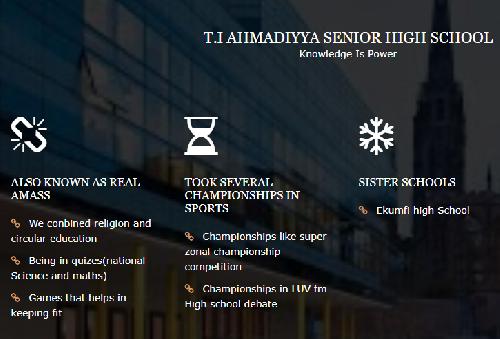 T.I AHMADIYYA SENIOR HIGH SCHOOL
Knowledge Is Power
ALSO KNOWN AS REAL
AMASS
We conbined religion and
circular education
Being in quizes(national
Science and maths)
Games that helps in
keeping fit
TOOK SEVERAL
CHAMPIONSHIPS IN
SPORTS
Championships like super
zonal championship
competition
Championships in LUV fm
High school debate
SISTER SCHOOLS
Ekumfi high School